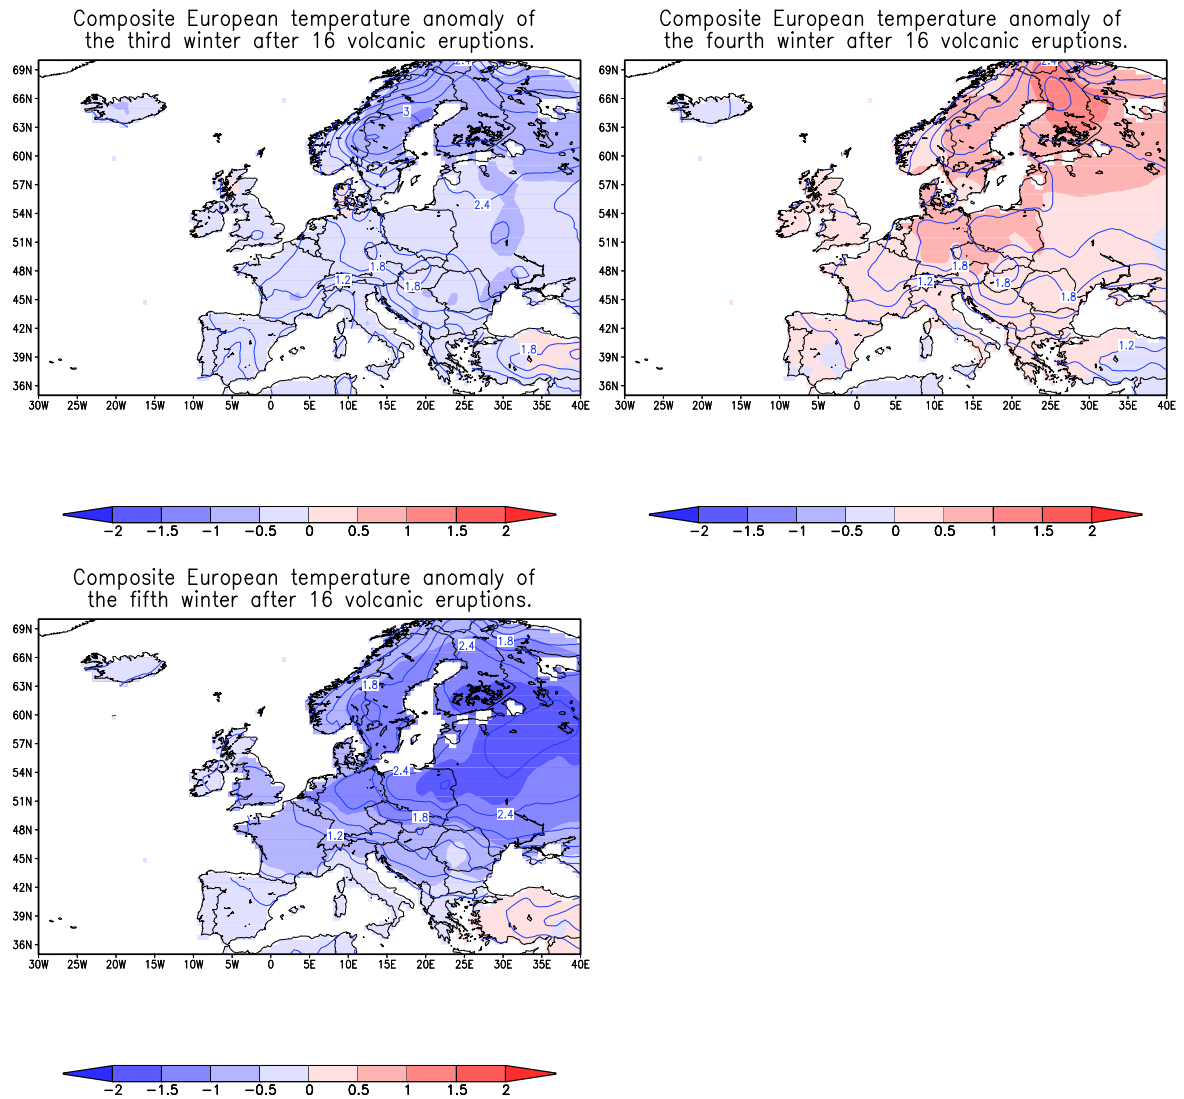 Composite European temperature anomaly of
the third winter after 16 volcanic eruptions.
69N
66N
63N
60N
57N
54N
51N
48N
45N
42N
39N
36N
30W 25W 20W 15W 10W 5W 0 5E 10E 15E 20E 25E 30E 35E 40E
2.4
3
2.4
1.8
1.2
1.8
1.8
−2 −1.5 −1 −0.5 0 0.5 1 1.5 2
Composite European temperature anomaly of
the fourth winter after 16 volcanic eruptions.
69N
66N
63N
60N
57N
54N
51N
48N
45N
42N
39N
36N
30W 25W 20W 15W 10W 5W 0 5E 10E 15E 20E 25E 30E 35E 40E
2.4
1.8
1.2
1.8
1.8
1.2
−2 −1.5 −1 −0.5 0 0.5 1 1.5 2
Composite European temperature anomaly of
the fifth winter after 16 volcanic eruptions.
69N
66N
63N
60N
57N
54N
51N
48N
45N
42N
39N
36N
30W 25W 20W 15W 10W 5W 0 5E 10E 15E 20E 25E 30E 35E 40E
2.4
1.8
1.8
2.4
1.8
2.4
1.2
−2 −1.5 −1 −0.5 0 0.5 1 1.5 2